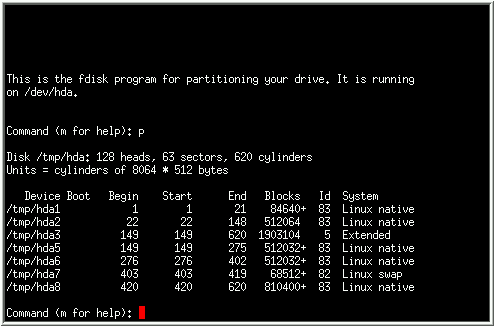 This is the fdisk program for partitioning your drive. It is running
on /dev/hda.
Command (m for help): p
Disk /tmp/hda: 128 heads, 63 sectors, 620 cylinders
Units = cylinders of 8064 * 512 bytes
Device Boot Begin Start End Blocks Id System
/tmp/hda1 1 1 21 84640+ 83 Linux native
/tmp/hda2 22 22 148 512064 83 Linux native
/tmp/hda3 149 149 620 1903104 5 Extended
/tmp/hda5 149 149 275 512032+ 83 Linux native
/tmp/hda6 276 276 402 512032+ 83 Linux native
/tmp/hda7 403 403 419 68512+ 82 Linux swap
/tmp/hda8 420 420 620 810400+ 83 Linux native
Command (m for help):